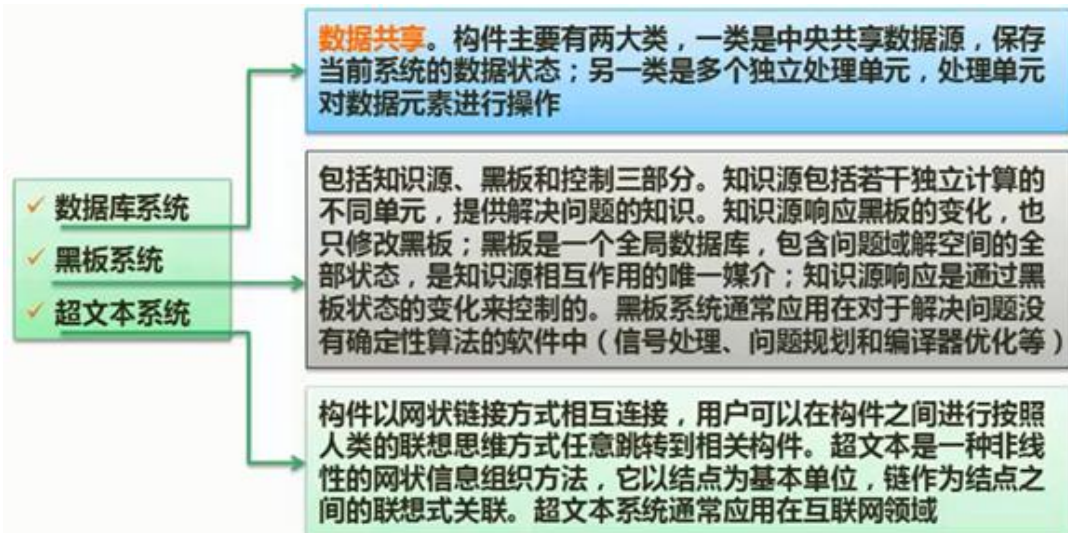 数据共享。构件主要有两大类，一类是中央共享数据源，保存
当前系统的数据状态；另一类是多个独立处理单元，处理单元
对数据元素进行操作
✓ 数据库系统
✓ 黑板系统
✓ 超文本系统
包括知识源、黑板和控制三部分。知识源包括若干独立计算的
不同单元，提供解决问题的知识。知识源响应黑板的变化，也
只修改黑板；黑板是一个全局数据库，包含问题域解空间的全
部状态，是知识源相互作用的唯一媒介；知识源响应是通过黑
板状态的变化来控制的。黑板系统通常应用在对于解决问题没
有确定性算法的软件中（信号处理、问题规划和编译器优化等）
构件以网状链接方式相互连接，用户可以在构件之间进行按照
人类的联想思维方式任意跳转到相关构件。超文本是一种非线
性的网状信息组织方法，它以结点为基本单位，链作为结点之
间的联想式关联。超文本系统通常应用在互联网领域